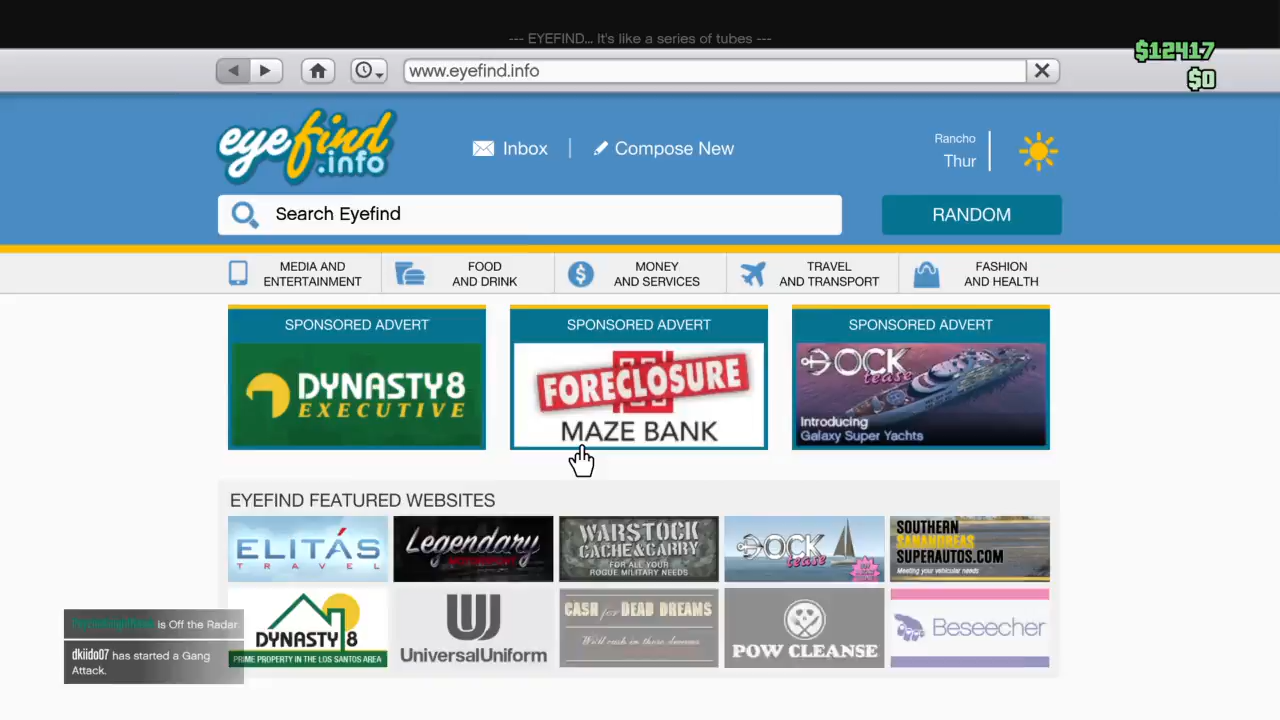 --- EYEFIND... It's like a series of tubes ---
$12417
www.eyefind.info
$0
eyefind
.info
Inbox
Compose New
Rancho
Thur
Search Eyefind
RANDOM
MEDIA AND
ENTERTAINMENT
FOOD
AND DRINK
MONEY
AND SERVICES
TRAVEL
AND TRANSPORT
FASHION
AND HEALTH
SPONSORED ADVERT
DYNASTY8
EXECUTIVE
SPONSORED ADVERT
FORECLOSURE
MAZE BANK
SPONSORED ADVERT
DOCK
tease
Introducing
Galaxy Super Yachts
EYEFIND FEATURED WEBSITES
ELITÁS
TRAVEL
Legendary
WARSTOCK
CACHE & CARRY
FOR ALL YOUR
ROGUE MILITARY NEEDS
DOCK
tease
SOUTHERN
SANANDREAS
SUPERAUTOS.COM
Meeting your vehicular needs
DYNASTY 8
PRIME PROPERTY IN THE LOS SANTOS AREA
UniversalUniform
CASH for DEAD DREAMS
We'll cash in those dreams
POW CLEANSE
Beseecher
is Off the Radar
dkiido07 has started a Gang
Attack.